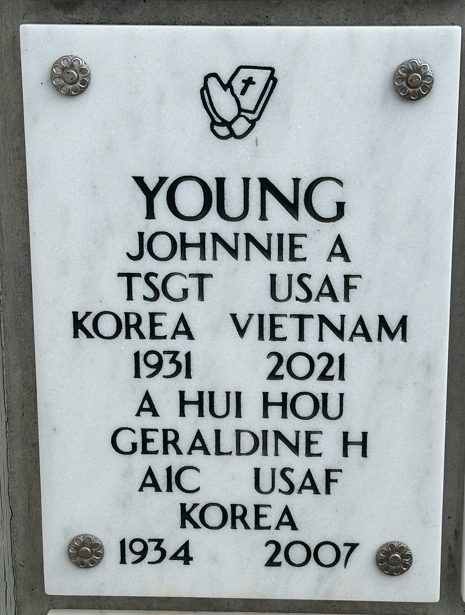 YOUNG
JOHNNIE A
TSGT USAF
KOREA VIETNAM
1931 2021
A HUI HOU
GERALDINE H
A1C USAF
KOREA
1934 2007